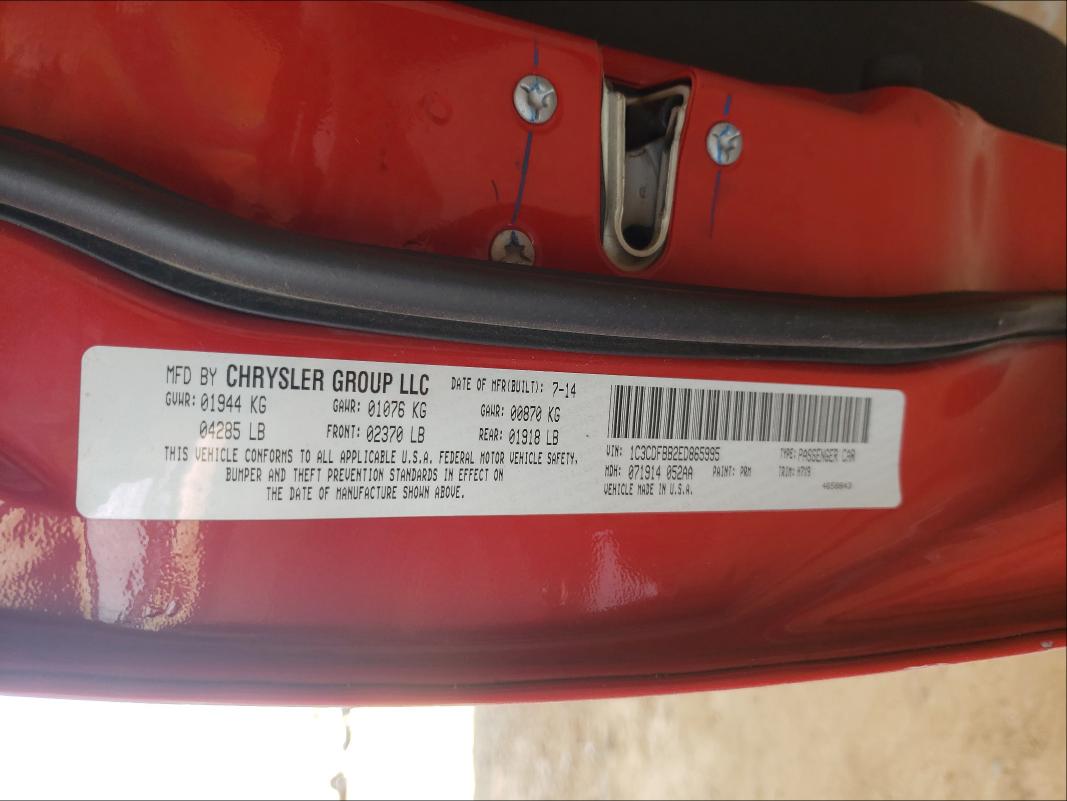 MFD BY CHRYSLER GROUP LLC DATE OF MFR(BUILT): 7-14
GVWR: 01944 KG GAWR: 01076 KG GAWR: 00870 KG
04285 LB FRONT: 02370 LB REAR: 01918 LB
THIS VEHICLE CONFORMS TO ALL APPLICABLE U.S.A. FEDERAL MOTOR VEHICLE SAFETY,
BUMPER AND THEFT PREVENTION STANDARDS IN EFFECT ON
THE DATE OF MANUFACTURE SHOWN ABOVE.
VIN: 1C3CDFBB2ED865995 TYPE: PASSENGER CAR
MDH: 071914 052AA PAINT: PRM TRIM: H7X9
VEHICLE MADE IN U.S.A.